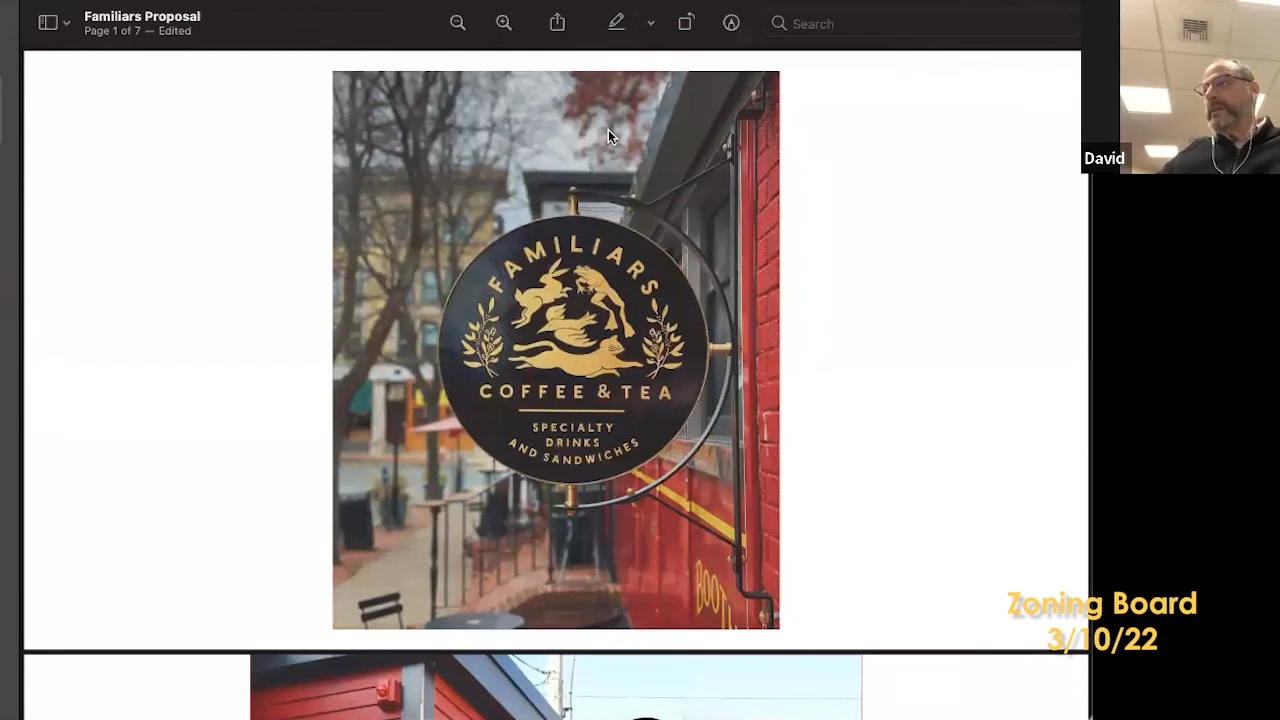 Familiars Proposal
Page 1 of 7 — Edited
Search
David
FAMILIARS
COFFEE & TEA
SPECIALTY
DRINKS
AND SANDWICHES
Zoning Board
3/10/22